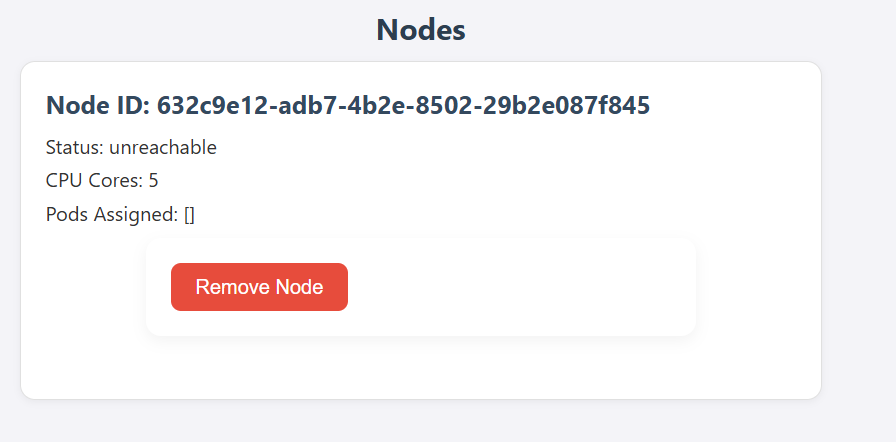 Nodes
Node ID: 632c9e12-adb7-4b2e-8502-29b2e087f845
Status: unreachable
CPU Cores: 5
Pods Assigned: []
Remove Node